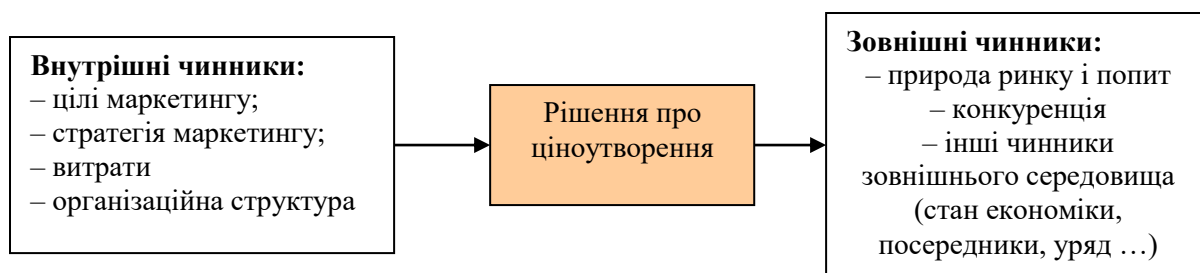 Внутрішні чинники:
– цілі маркетингу;
– стратегія маркетингу;
– витрати
– організаційна структура
Рішення про
ціноутворення
Зовнішні чинники:
– природа ринку і попит
– конкуренція
– інші чинники
зовнішнього середовища
(стан економіки,
посередники, уряд …)